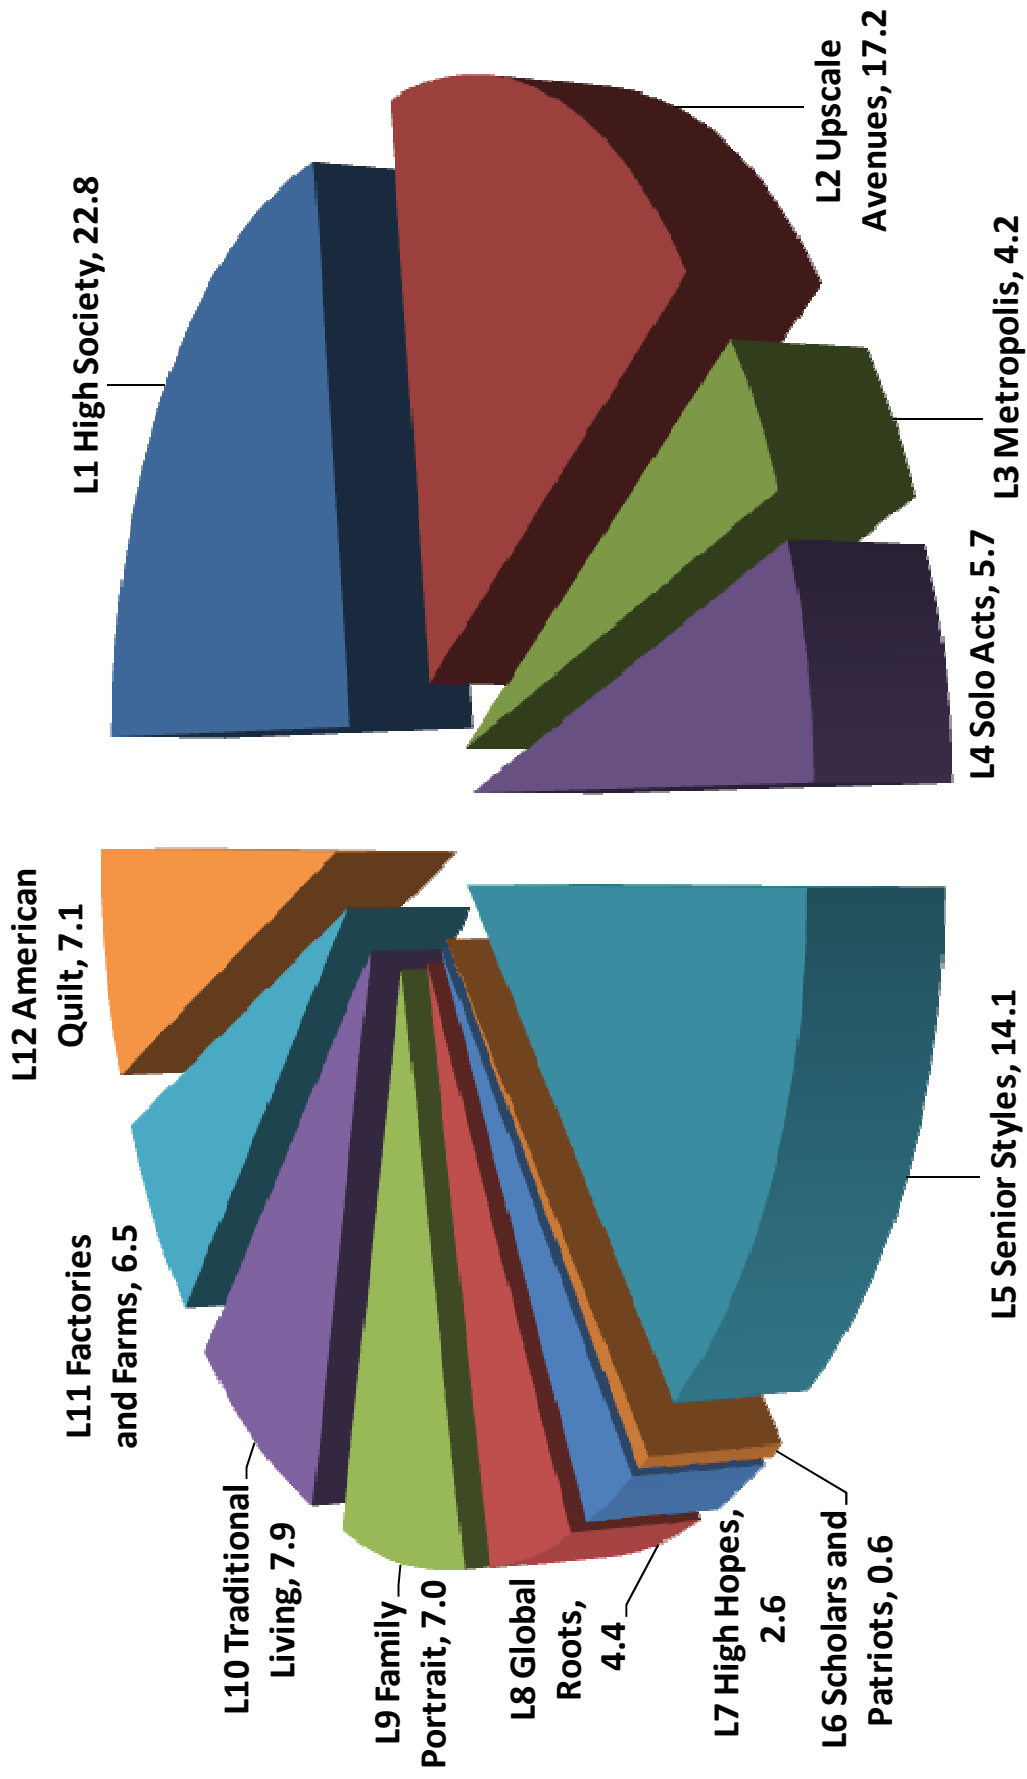 L1 High Society, 22.8
L2 Upscale
Avenues, 17.2
L3 Metropolis, 4.2
L4 Solo Acts, 5.7
L5 Senior Styles, 14.1
L6 Scholars and
Patriots, 0.6
L7 High Hopes,
2.6
L8 Global
Roots,
4.4
L9 Family
Portrait, 7.0
L10 Traditional
Living, 7.9
L11 Factories
and Farms, 6.5
L12 American
Quilt, 7.1